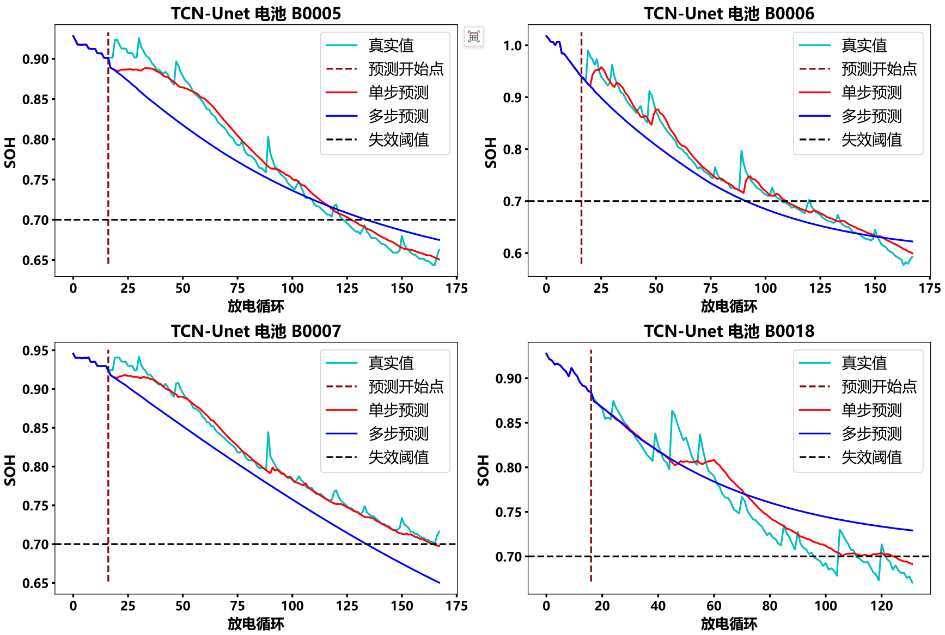 TCN-Unet 电池 B0005
SOH
0.90
0.85
0.80
0.75
0.70
0.65
0 25 50 75 100 125 150 175
放电循环
真实值
预测开始点
单步预测
多步预测
失效阈值
TCN-Unet 电池 B0006
SOH
1.0
0.9
0.8
0.7
0.6
0 25 50 75 100 125 150 175
放电循环
真实值
预测开始点
单步预测
多步预测
失效阈值
TCN-Unet 电池 B0007
SOH
0.95
0.90
0.85
0.80
0.75
0.70
0.65
0 25 50 75 100 125 150 175
放电循环
真实值
预测开始点
单步预测
多步预测
失效阈值
TCN-Unet 电池 B0018
SOH
0.90
0.85
0.80
0.75
0.70
0 20 40 60 80 100 120
放电循环
真实值
预测开始点
单步预测
多步预测
失效阈值